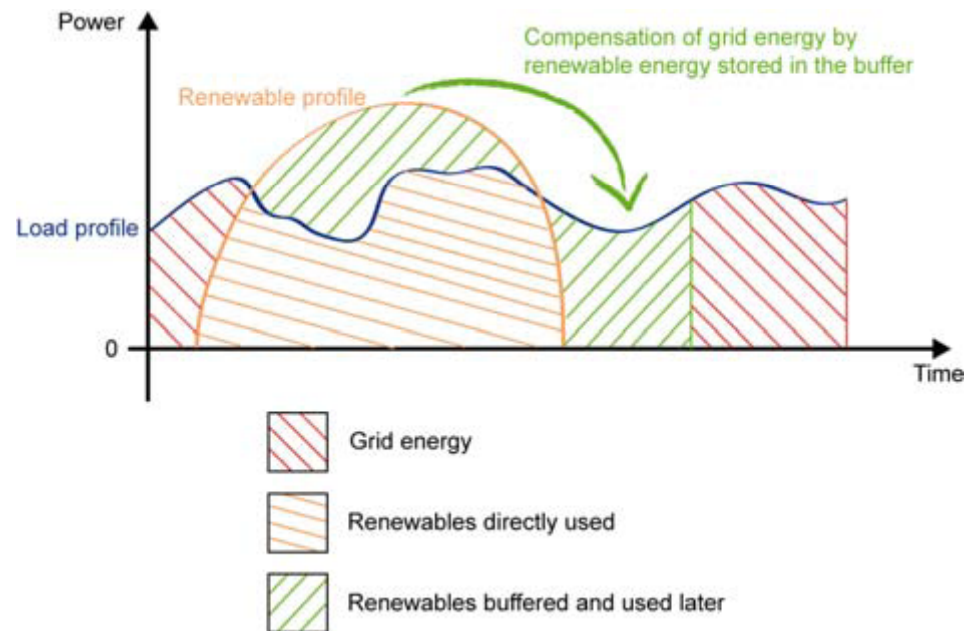 Power
Compensation of grid energy by
renewable energy stored in the buffer
Renewable profile
Load profile
0
Time
Grid energy
Renewables directly used
Renewables buffered and used later